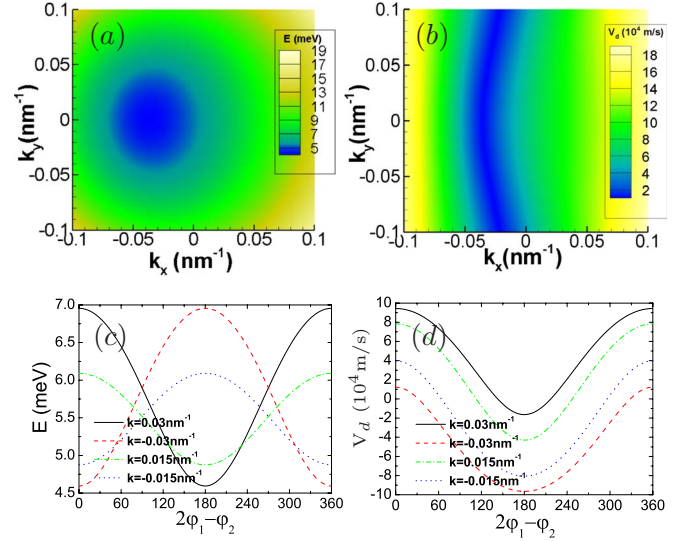 (a)
E (meV)
19
17
15
13
11
9
7
5
0.1
0.05
0
-0.05
-0.1
k_y(nm⁻¹)
-0.1 -0.05 0 0.05 0.1
k_x (nm⁻¹)
(b)
V_d (10⁴ m/s)
18
16
14
12
10
8
6
4
2
0.1
0.05
0
-0.05
-0.1
k_y(nm⁻¹)
-0.1 -0.05 0 0.05 0.1
k_x(nm⁻¹)
(c)
7.0
6.5
6.0
5.5
5.0
4.5
E (meV)
k=0.03nm⁻¹
k=-0.03nm⁻¹
k=0.015nm⁻¹
k=-0.015nm⁻¹
0 60 120 180 240 300 360
2φ₁−φ₂
(d)
10
8
6
4
2
0
-2
-4
-6
-8
-10
V_d (10⁴m/s)
k=0.03nm⁻¹
k=-0.03nm⁻¹
k=0.015nm⁻¹
k=-0.015nm⁻¹
0 60 120 180 240 300 360
2φ₁−φ₂